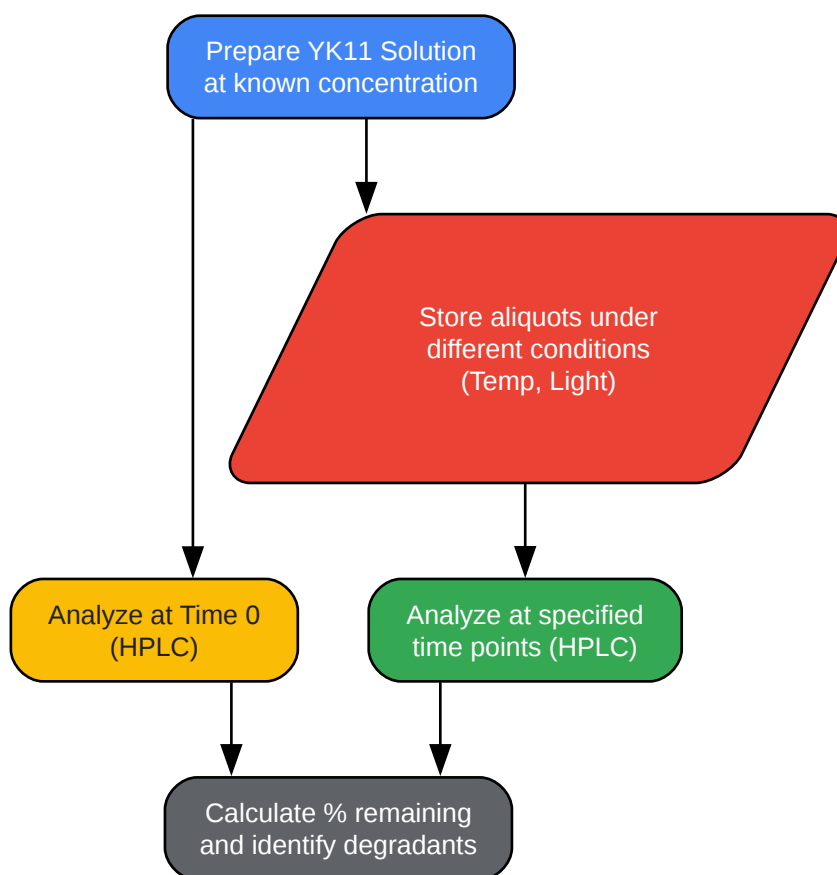 Prepare YK11 Solution
at known concentration
Store aliquots under
different conditions
(Temp, Light)
Analyze at Time 0
(HPLC)
Analyze at specified
time points (HPLC)
Calculate % remaining
and identify degradants